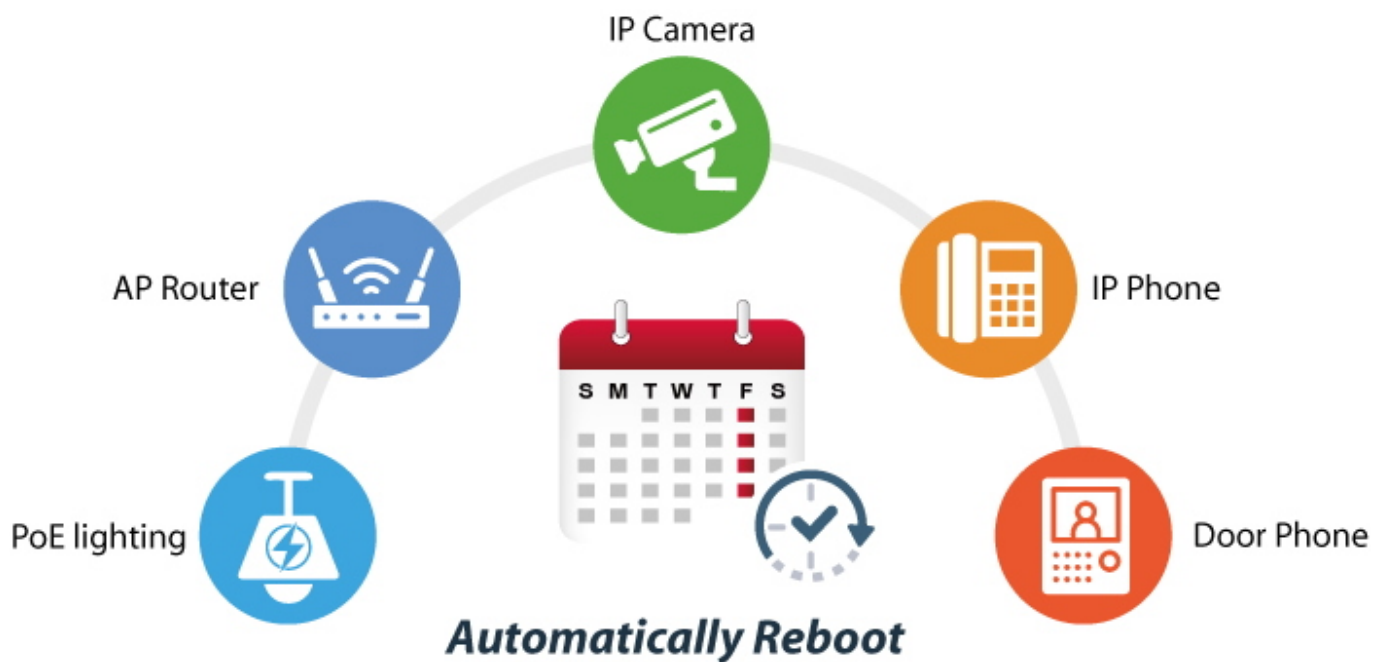 IP Camera
AP Router
IP Phone
S M T W T F S
PoE lighting
Door Phone
Automatically Reboot